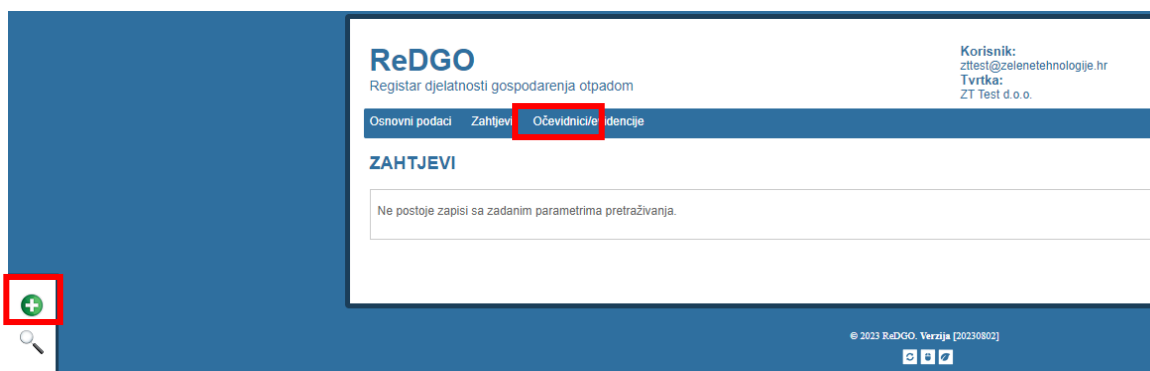 ReDGO
Registar djelatnosti gospodarenja otpadom
Korisnik:
zttest@zelenetehnologije.hr
Tvrtka:
ZT Test d.o.o.
Osnovni podaci Zahtjevi Očevidnici/evidencije
ZAHTJEVI
Ne postoje zapisi sa zadanim parametrima pretraživanja.
© 2023 ReDGO. Verzija [20230802]